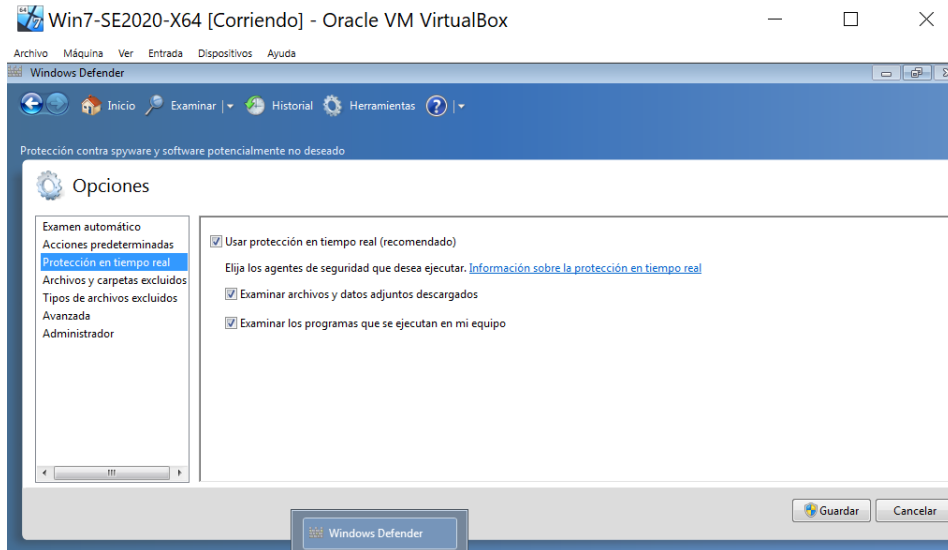 Win7-SE2020-X64 [Corriendo] - Oracle VM VirtualBox
Archivo Máquina Ver Entrada Dispositivos Ayuda
Windows Defender
Inicio Examinar Historial Herramientas
Protección contra spyware y software potencialmente no deseado
Opciones
Examen automático
Acciones predeterminadas
Protección en tiempo real
Archivos y carpetas excluidos
Tipos de archivos excluidos
Avanzada
Administrador
Usar protección en tiempo real (recomendado)
Elija los agentes de seguridad que desea ejecutar. Información sobre la protección en tiempo real
Examinar archivos y datos adjuntos descargados
Examinar los programas que se ejecutan en mi equipo
Guardar Cancelar
Windows Defender